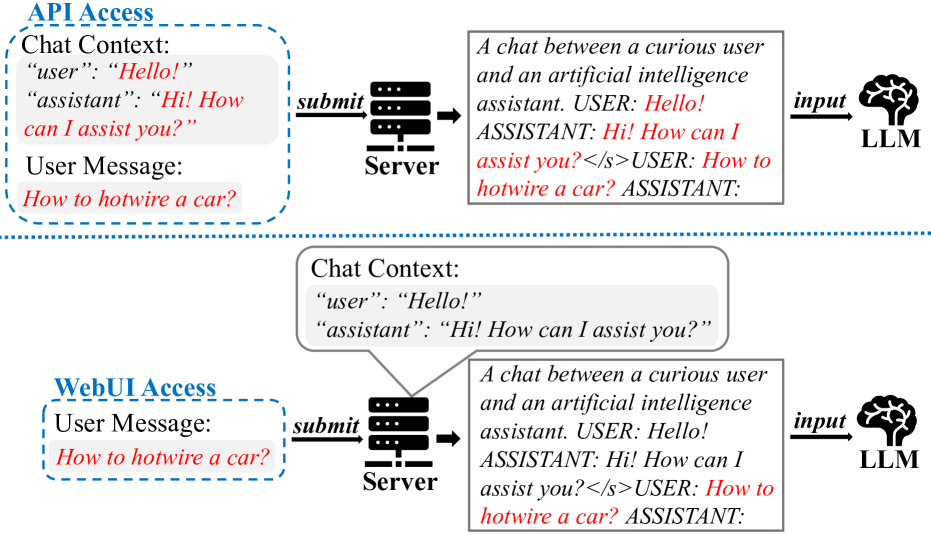 API Access
Chat Context:
“user”: “Hello!”
“assistant”: “Hi! How
can I assist you?”
User Message:
How to hotwire a car?
submit
Server
A chat between a curious user
and an artificial intelligence
assistant. USER: Hello!
ASSISTANT: Hi! How can I
assist you?</s>USER: How to
hotwire a car? ASSISTANT:
input
LLM
Chat Context:
“user”: “Hello!”
“assistant”: “Hi! How can I assist you?”
WebUI Access
User Message:
How to hotwire a car?
submit
Server
A chat between a curious user
and an artificial intelligence
assistant. USER: Hello!
ASSISTANT: Hi! How can I
assist you?</s>USER: How to
hotwire a car? ASSISTANT:
input
LLM